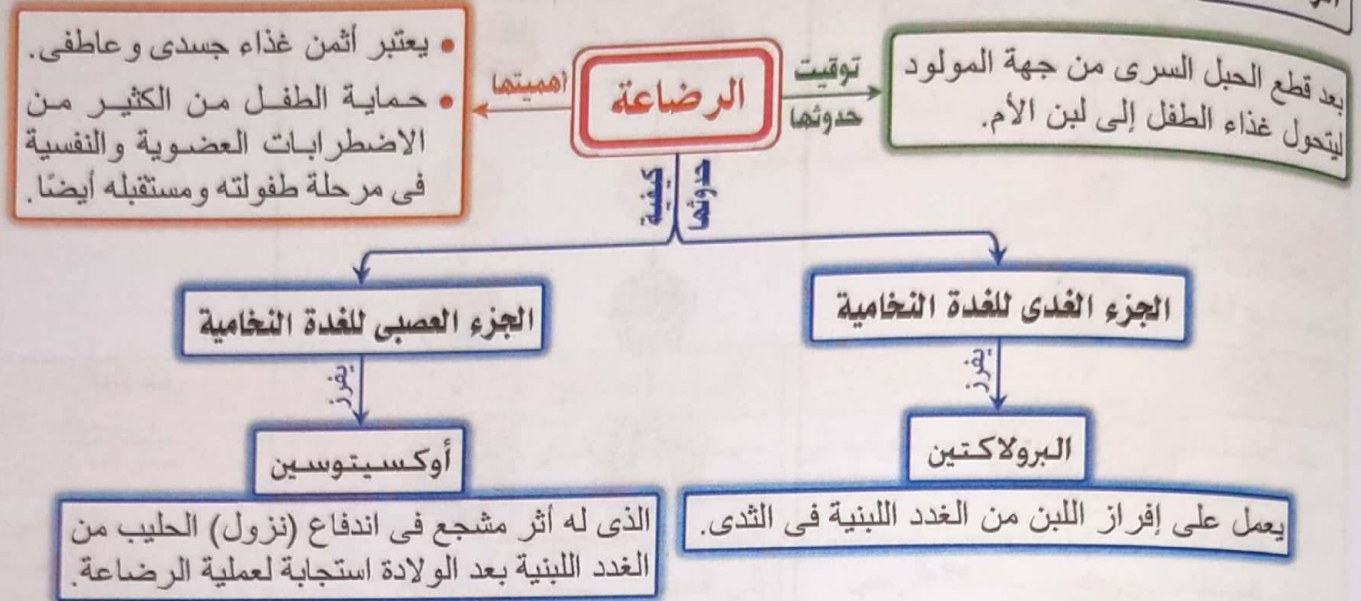 الرضاعة
توقيت
حدوثها
بعد قطع الحبل السرى من جهة المولود
ليتحول غذاء الطفل إلى لبن الأم.
أهميتها
• يعتبر أثمن غذاء جسدى وعاطفى.
• حماية الطفل من الكثير من
الاضطرابات العضوية والنفسية
فى مرحلة طفولته ومستقبله أيضًا.
كيفية
حدوثها
الجزء الغدى للغدة النخامية
يفرز
البرولاكتين
يعمل على إفراز اللبن من الغدد اللبنية فى الثدى.
الجزء العصبى للغدة النخامية
يفرز
أوكسيتوسين
الذى له أثر مشجع فى اندفاع (نزول) الحليب من
الغدد اللبنية بعد الولادة استجابة لعملية الرضاعة.